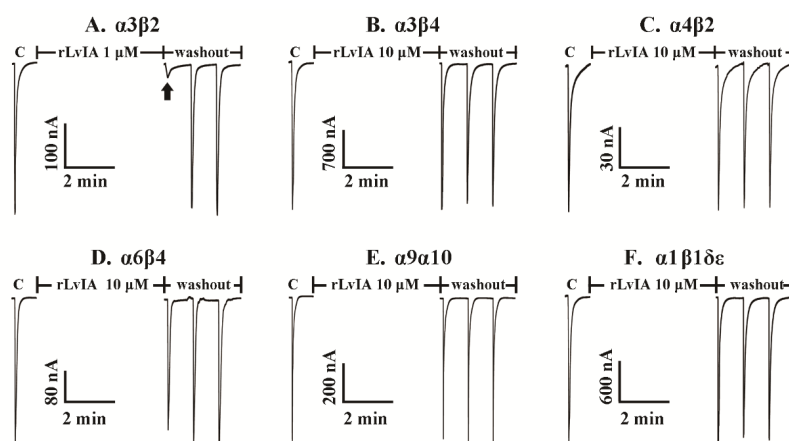 A. α3β2
C rLvIA 1 μM washout
100 nA
2 min
B. α3β4
C rLvIA 10 μM washout
700 nA
2 min
C. α4β2
C rLvIA 10 μM washout
30 nA
2 min
D. α6β4
C rLvIA 10 μM washout
80 nA
2 min
E. α9α10
C rLvIA 10 μM washout
200 nA
2 min
F. α1β1δε
C rLvIA 10 μM washout
600 nA
2 min